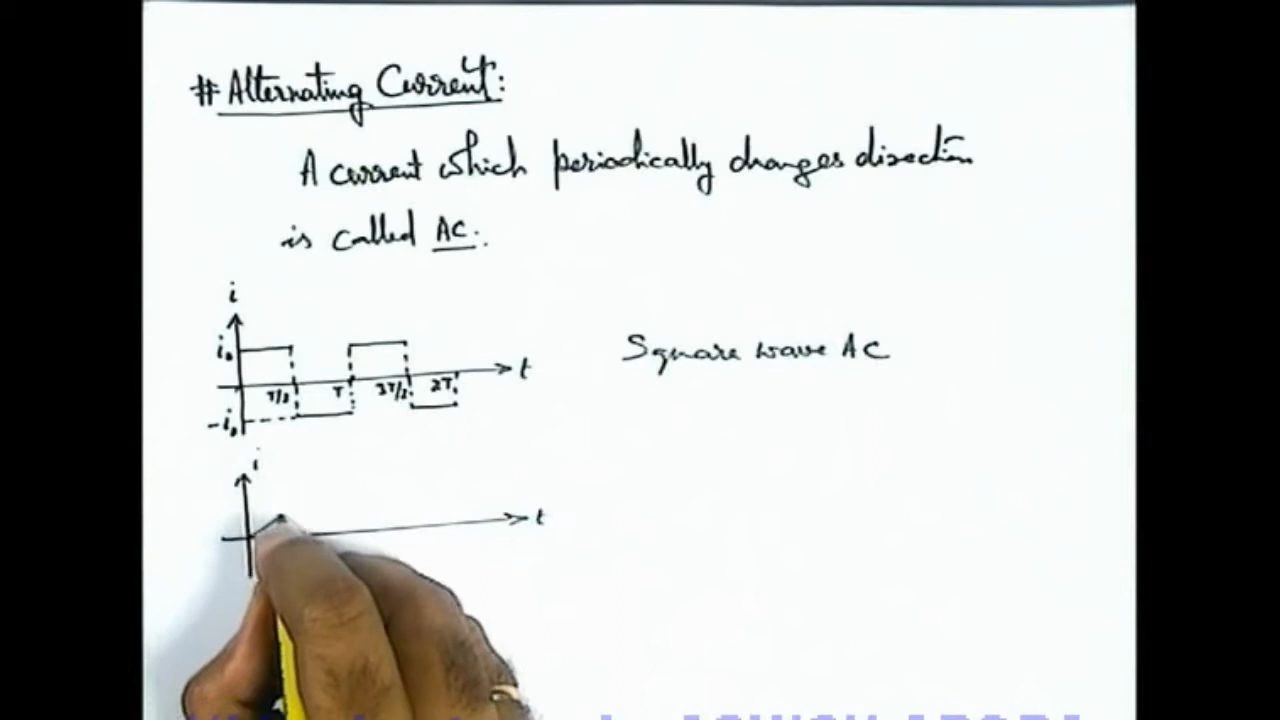 # Alternating Current:
A current which periodically changes direction
is called AC.
i
i₀
t
T/2 T 3T/2 2T
-i₀
Square wave AC
i
t